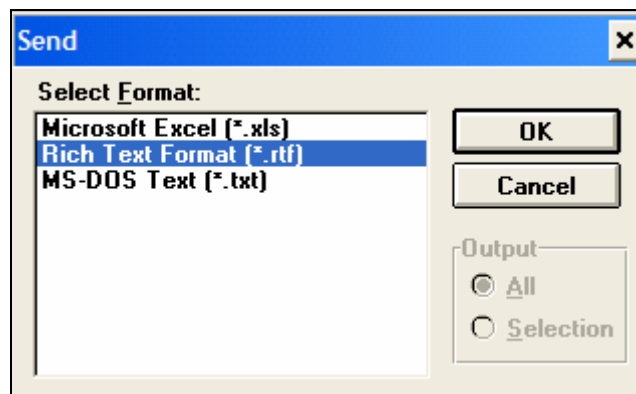 Send
Select Format:
Microsoft Excel (*.xls)
Rich Text Format (*.rtf)
MS-DOS Text (*.txt)
OK
Cancel
Output
All
Selection